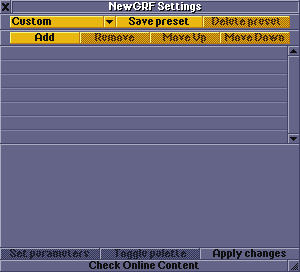 NewGRF Settings
Custom Save preset Delete preset
Add Remove Move Up Move Down
Set parameters Toggle palette Apply changes
Check Online Content